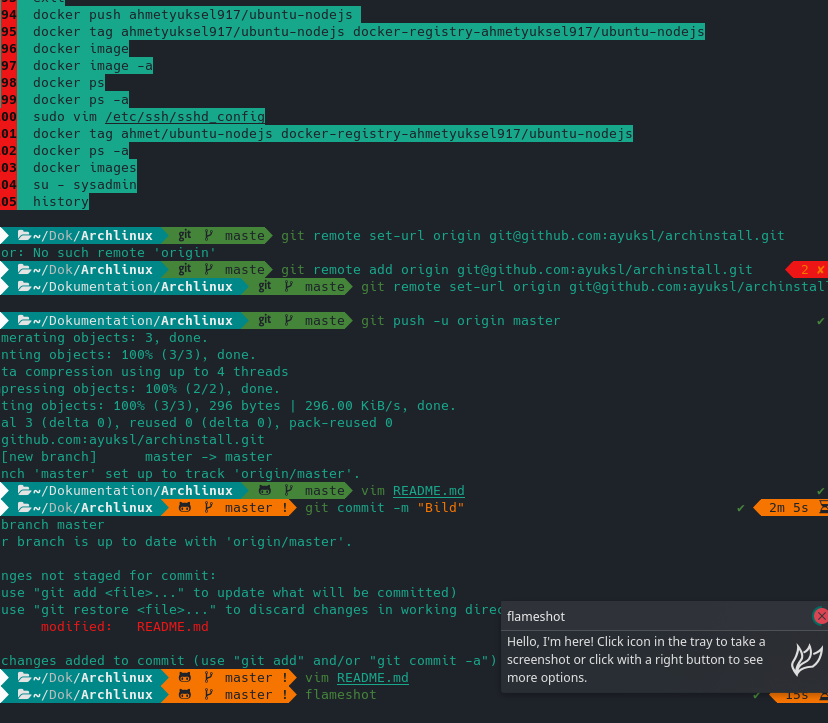 93 exit
94 docker push ahmetyuksel917/ubuntu-nodejs
95 docker tag ahmetyuksel917/ubuntu-nodejs docker-registry-ahmetyuksel917/ubuntu-nodejs
96 docker image
97 docker image -a
98 docker ps
99 docker ps -a
00 sudo vim /etc/ssh/sshd_config
01 docker tag ahmet/ubuntu-nodejs docker-registry-ahmetyuksel917/ubuntu-nodejs
02 docker ps -a
03 docker images
04 su - sysadmin
05 history
~/Dok/Archlinux git maste git remote set-url origin git@github.com:ayuksl/archinstall.git
or: No such remote 'origin'
~/Dok/Archlinux git maste git remote add origin git@github.com:ayuksl/archinstall.git 2 ✘
~/Dokumentation/Archlinux git maste git remote set-url origin git@github.com:ayuksl/archinstall
~/Dokumentation/Archlinux git maste git push -u origin master ✔
merating objects: 3, done.
nting objects: 100% (3/3), done.
ta compression using up to 4 threads
pressing objects: 100% (2/2), done.
ting objects: 100% (3/3), 296 bytes | 296.00 KiB/s, done.
al 3 (delta 0), reused 0 (delta 0), pack-reused 0
github.com:ayuksl/archinstall.git
[new branch] master -> master
nch 'master' set up to track 'origin/master'.
~/Dokumentation/Archlinux maste vim README.md ✔
~/Dok/Archlinux master ! git commit -m "Bild" ✔ 2m 5s
branch master
r branch is up to date with 'origin/master'.
nges not staged for commit:
use "git add <file>..." to update what will be committed)
use "git restore <file>..." to discard changes in working direc
modified: README.md
changes added to commit (use "git add" and/or "git commit -a")
~/Dok/Archlinux master ! vim README.md
~/Dok/Archlinux master ! flameshot ✔ 15s
flameshot
Hello, I'm here! Click icon in the tray to take a
screenshot or click with a right button to see
more options.